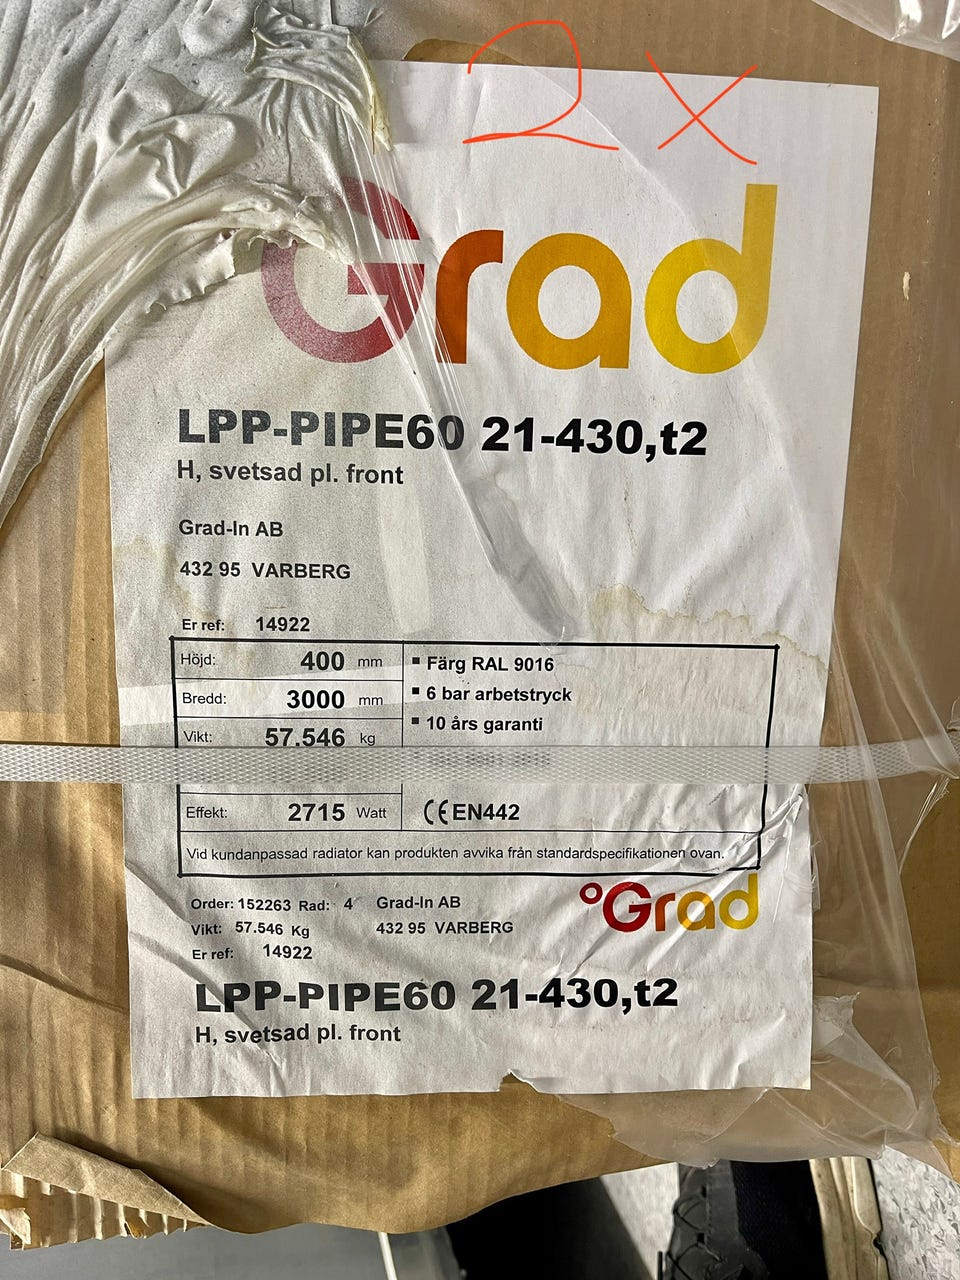 2 x
Grad
LPP-PIPE60 21-430,t2
H, svetsad pl. front
Grad-In AB
432 95 VARBERG
Er ref: 14922
Höjd: 400 mm
Bredd: 3000 mm
Vikt: 57.546 kg
▪ Färg RAL 9016
▪ 6 bar arbetstryck
▪ 10 års garanti
Effekt: 2715 Watt
CE EN442
Vid kundanpassad radiator kan produkten avvika från standardspecifikationen ovan.
Order: 152263 Rad: 4 Grad-In AB
Vikt: 57.546 Kg 432 95 VARBERG
Er ref: 14922
°Grad
LPP-PIPE60 21-430,t2
H, svetsad pl. front